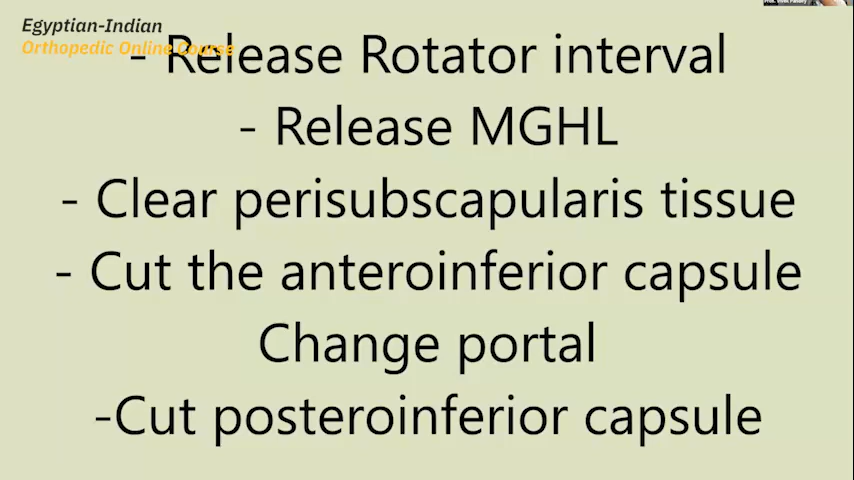 Egyptian-Indian
Orthopedic Online Course
- Release Rotator interval
- Release MGHL
- Clear perisubscapularis tissue
- Cut the anteroinferior capsule
Change portal
-Cut posteroinferior capsule